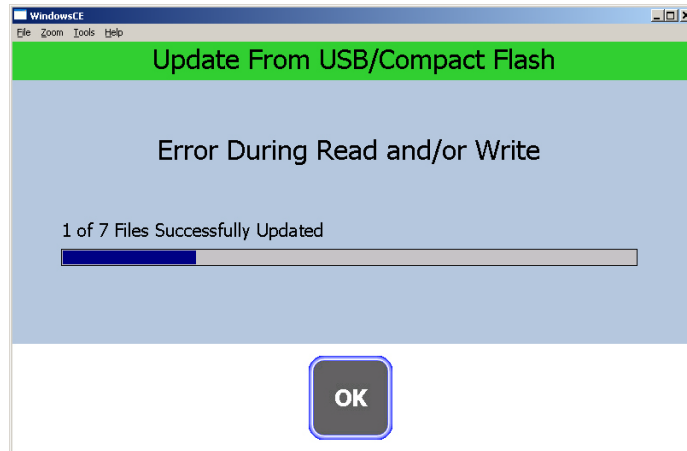 WindowsCE
File Zoom Tools Help
Update From USB/Compact Flash
Error During Read and/or Write
1 of 7 Files Successfully Updated
OK